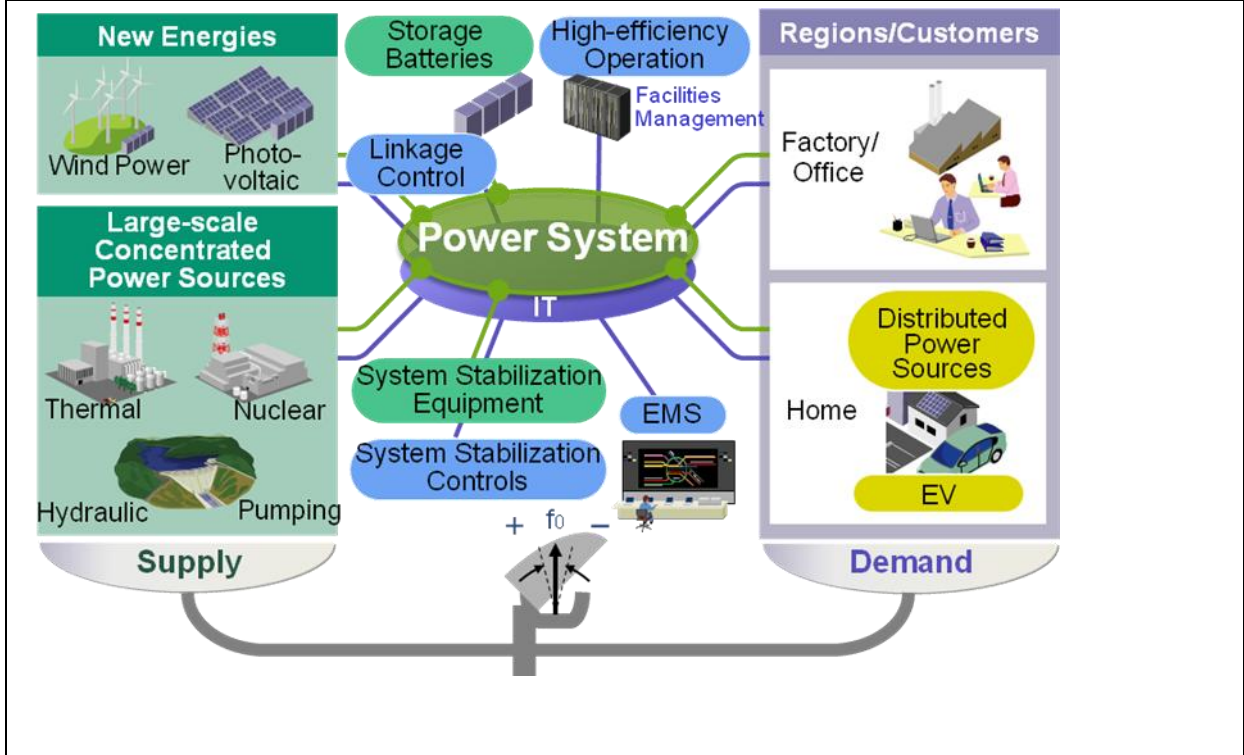 New Energies
Wind Power
Photo-
voltaic
Large-scale
Concentrated
Power Sources
Thermal
Nuclear
Hydraulic
Pumping
Supply
Storage
Batteries
High-efficiency
Operation
Facilities
Management
Linkage
Control
Power System
IT
System Stabilization
Equipment
System Stabilization
Controls
EMS
+ f0 −
Regions/Customers
Factory/
Office
Distributed
Power
Sources
Home
EV
Demand